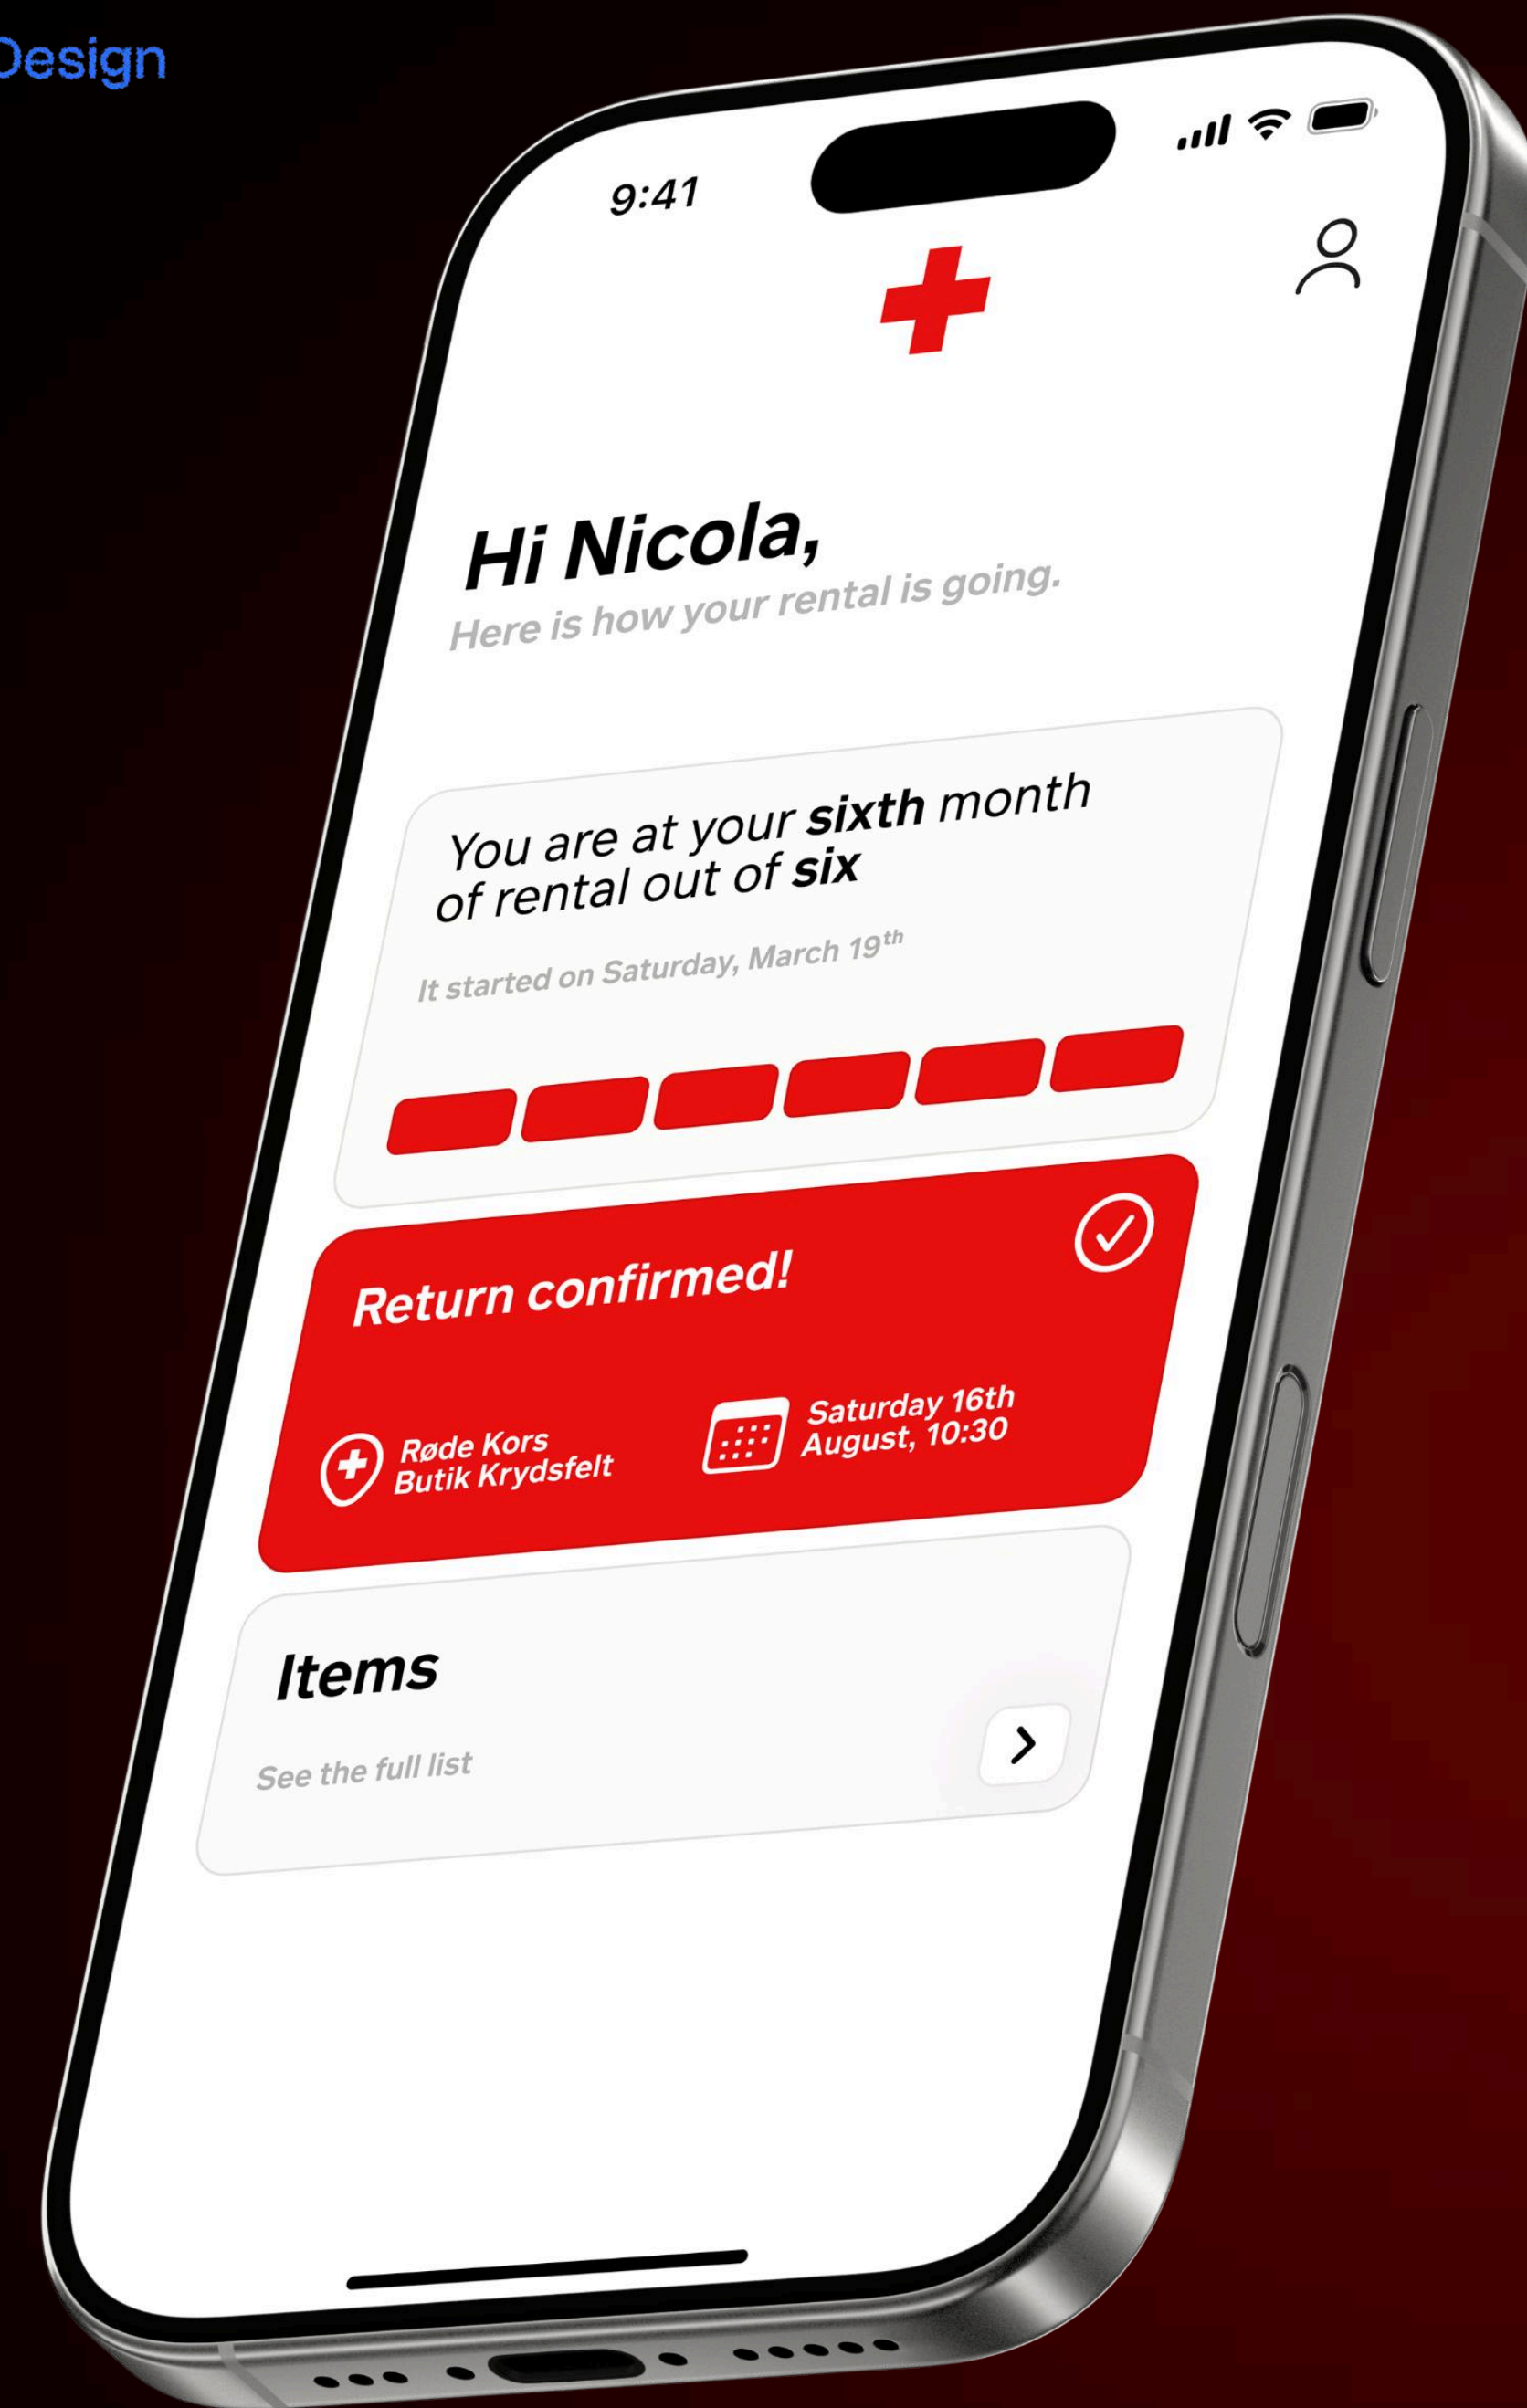 Design
9:41
Hi Nicola,
Here is how your rental is going.
You are at your sixth month
of rental out of six
It started on Saturday, March 19th
Return confirmed!
Røde Kors
Butik Krydsfelt
Saturday 16th
August, 10:30
Items
See the full list